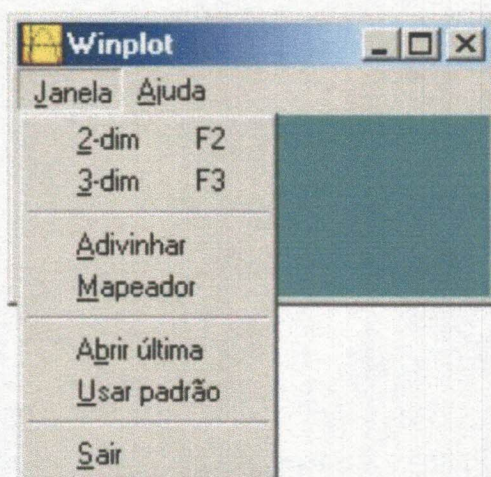 Winplot
Janela Ajuda
2-dim F2
3-dim F3
Adivinhar
Mapeador
Abrir última
Usar padrão
Sair